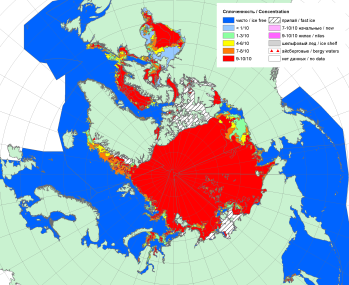 Сплоченность / Concentration
чисто / ice free
< 1/10
1-3/10
4-6/10
7-8/10
9-10/10
припай / fast ice
7-10/10 начальные / new
9-10/10 нилас / nilas
шельфовый лед / ice shelf
айсберговые / bergy waters
нет данных / no data